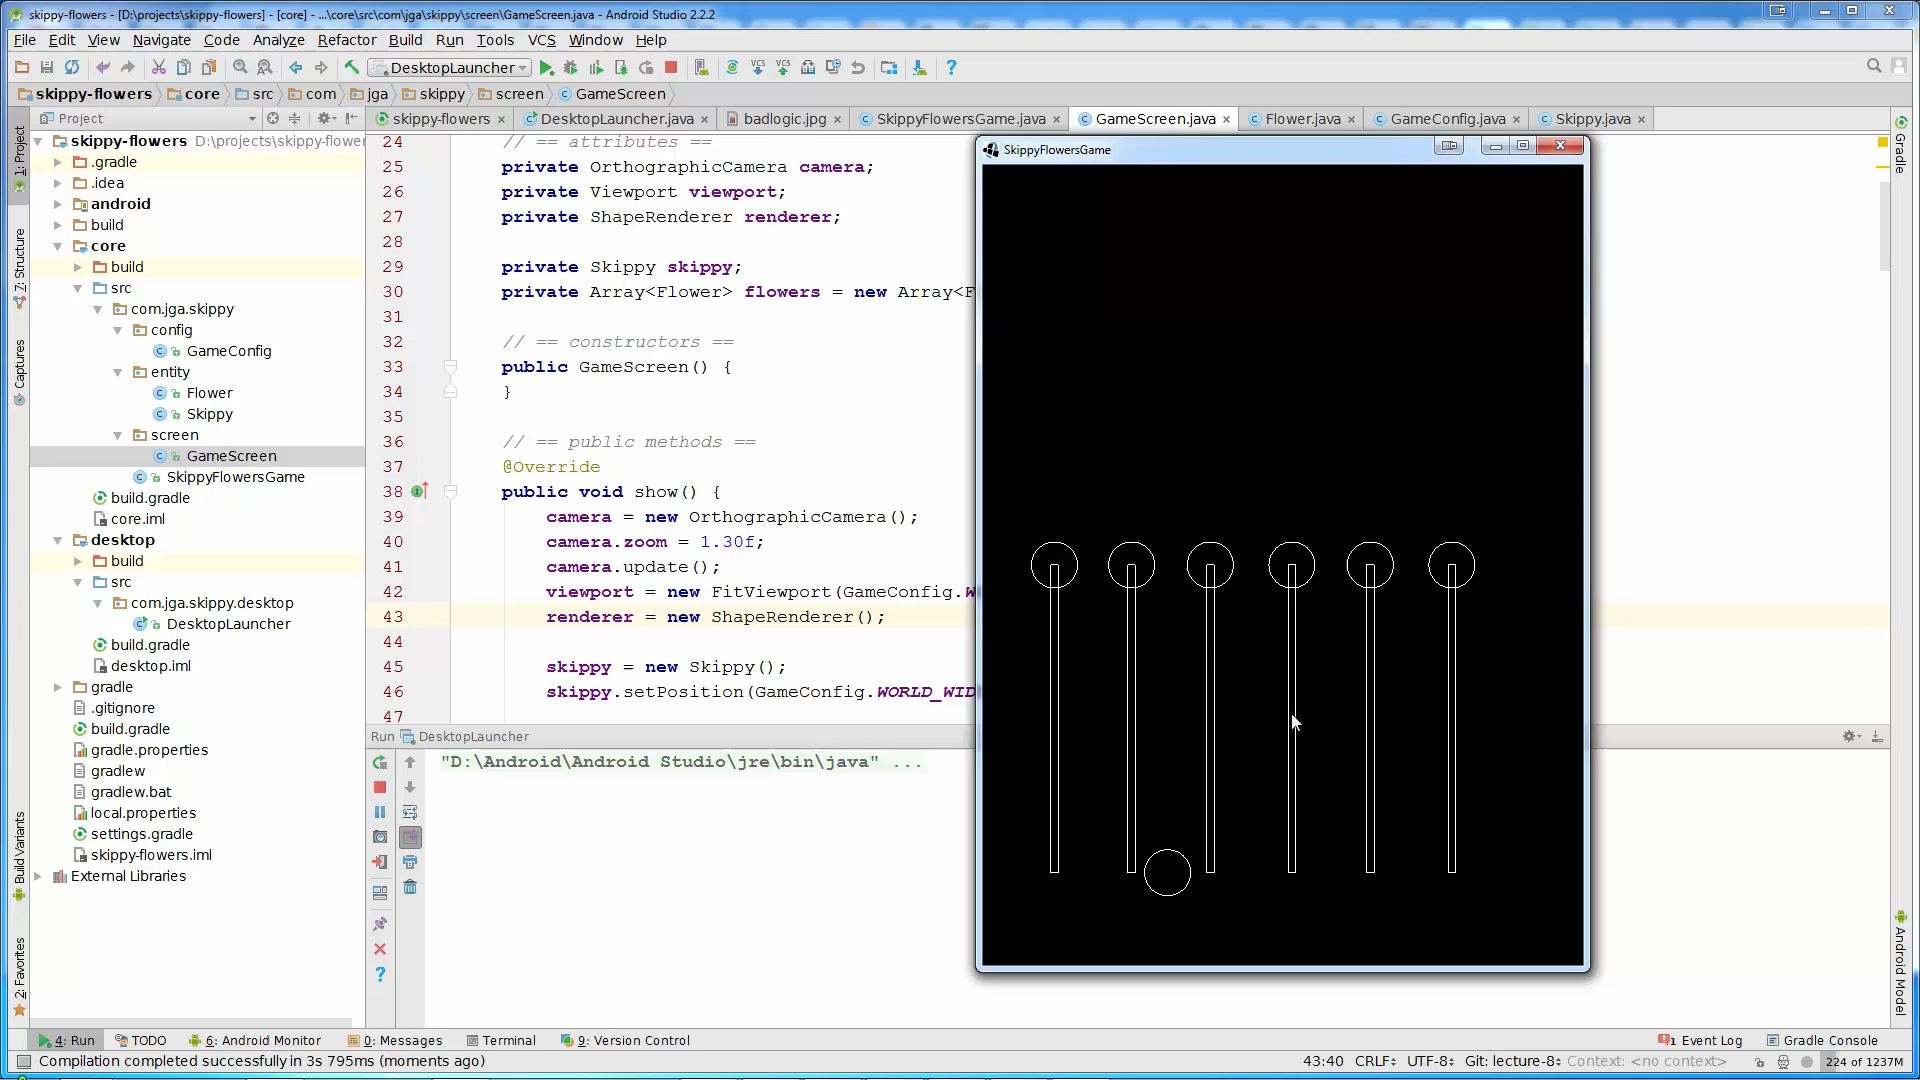 skippy-flowers - [D:\projects\skippy-flowers] - [core] - ...\core\src\com\jga\skippy\screen\GameScreen.java - Android Studio 2.2.2
File Edit View Navigate Code Analyze Refactor Build Run Tools VCS Window Help
DesktopLauncher
skippy-flowers core src com jga skippy screen GameScreen
Project
skippy-flowers DesktopLauncher.java badlogic.jpg SkippyFlowersGame.java GameScreen.java Flower.java GameConfig.java Skippy.java
skippy-flowers D:\projects\skippy-flower
.gradle
.idea
android
build
core
build
src
com.jga.skippy
config
GameConfig
entity
Flower
Skippy
screen
GameScreen
SkippyFlowersGame
build.gradle
core.iml
desktop
build
src
com.jga.skippy.desktop
DesktopLauncher
build.gradle
desktop.iml
gradle
.gitignore
build.gradle
gradle.properties
gradlew
gradlew.bat
local.properties
settings.gradle
skippy-flowers.iml
External Libraries
1: Project
7: Structure
Captures
Build Variants
2: Favorites
24 // == attributes ==
25 private OrthographicCamera camera;
26 private Viewport viewport;
27 private ShapeRenderer renderer;
28
29 private Skippy skippy;
30 private Array<Flower> flowers = new Array<F
31
32 // == constructors ==
33 public GameScreen() {
34 }
35
36 // == public methods ==
37 @Override
38 public void show() {
39 camera = new OrthographicCamera();
40 camera.zoom = 1.30f;
41 camera.update();
42 viewport = new FitViewport(GameConfig.W
43 renderer = new ShapeRenderer();
44
45 skippy = new Skippy();
46 skippy.setPosition(GameConfig.WORLD_WID
47
SkippyFlowersGame
Gradle
Android Model
Run DesktopLauncher
"D:\Android\Android Studio\jre\bin\java" ...
4: Run TODO 6: Android Monitor 0: Messages Terminal 9: Version Control 1 Event Log Gradle Console
Compilation completed successfully in 3s 795ms (moments ago) 43:40 CRLF UTF-8 Git: lecture-8 Context: <no context> 224 of 1237M